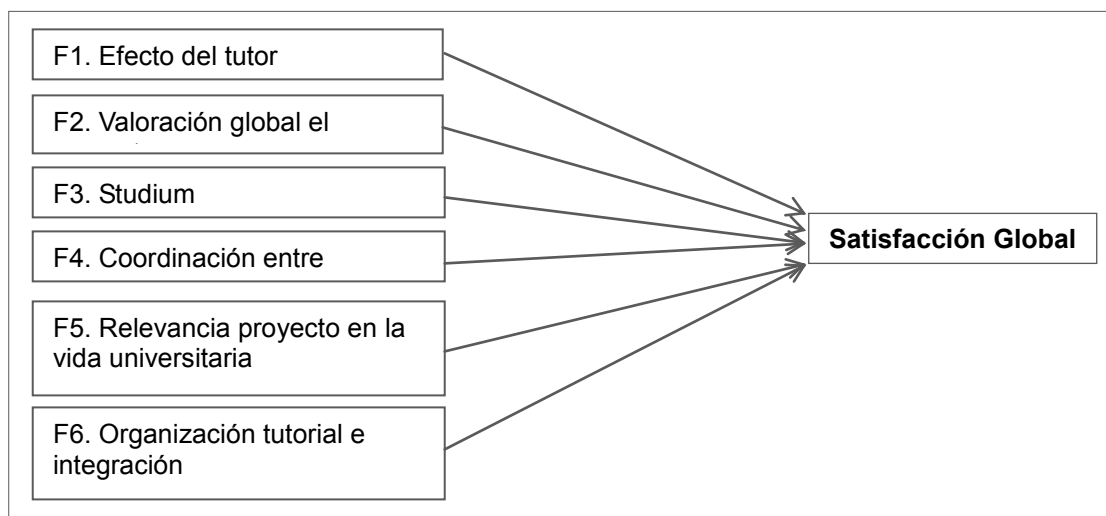 F1. Efecto del tutor
F2. Valoración global el
F3. Studium
F4. Coordinación entre
F5. Relevancia proyecto en la
vida universitaria
F6. Organización tutorial e
integración
Satisfacción Global